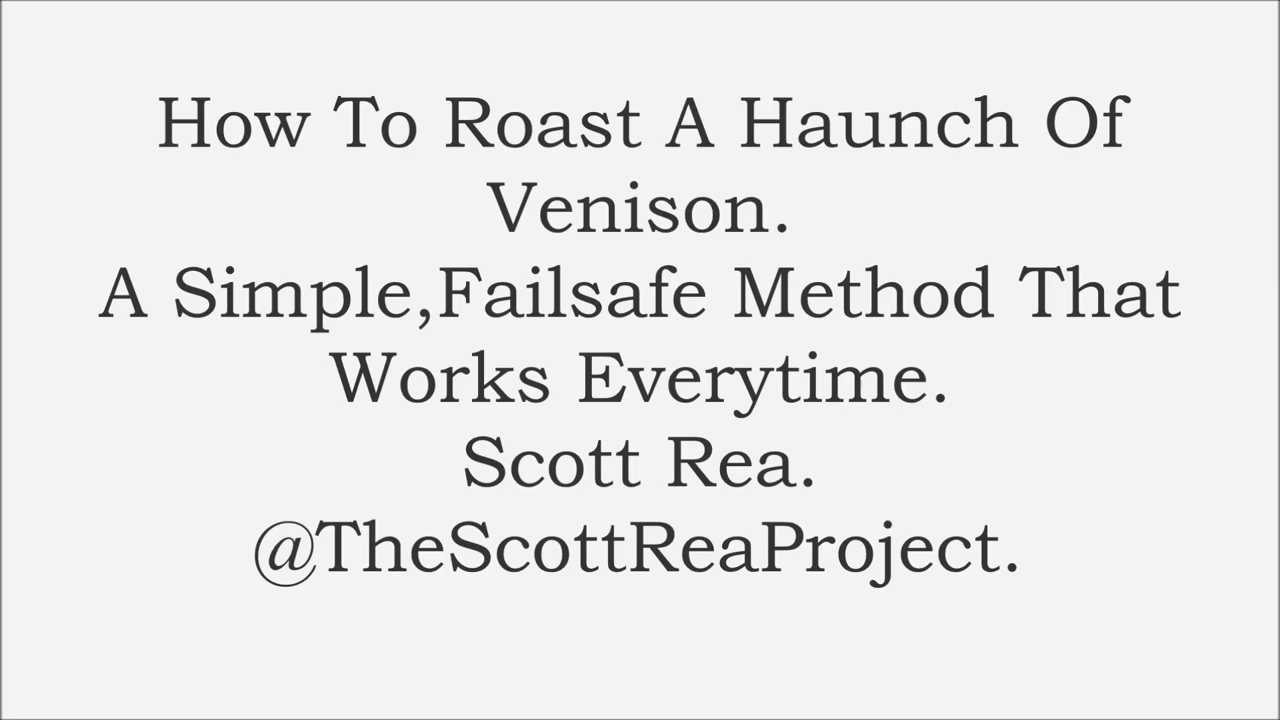 How To Roast A Haunch Of
Venison.
A Simple,Failsafe Method That
Works Everytime.
Scott Rea.
@TheScottReaProject.